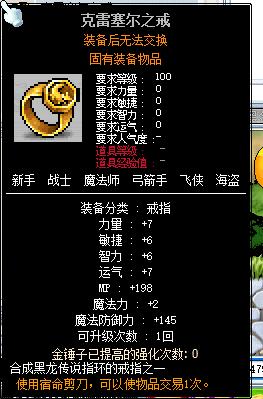 克雷塞尔之戒
装备后无法交换
固有装备物品
要求等级 : 100
要求力量 : 0
要求敏捷 : 0
要求智力 : 0
要求运气 : 0
要求人气度 : -
道具等级 : -
道具经验值 : -
新手 战士 魔法师 弓箭手 飞侠 海盗
装备分类 : 戒指
力量 : +7
敏捷 : +6
智力 : +6
运气 : +7
MP : +198
魔法力 : +2
魔法防御力 : +145
可升级次数 : 1回
金锤子已提高的强化次数: 0
合成黑龙传说指环的戒指之一
使用宿命剪刀，可以使物品交易1次。